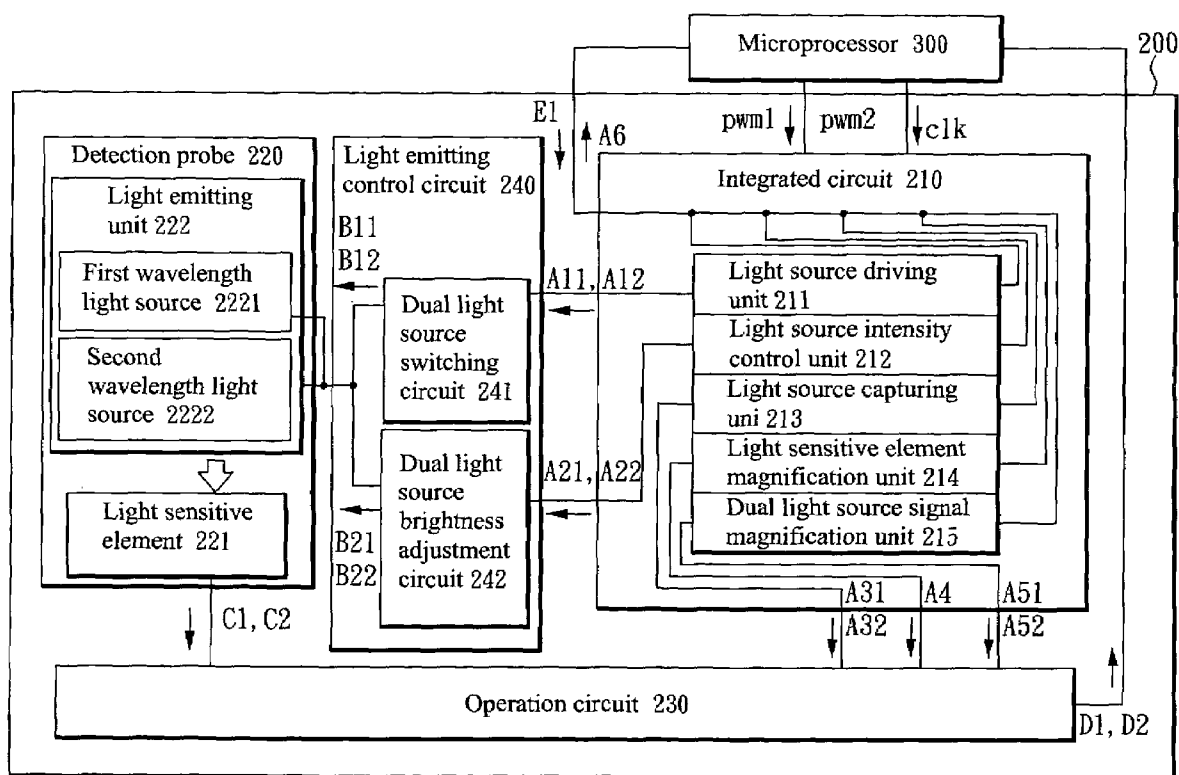 Microprocessor 300
200
E1
A6
pwm1
pwm2
clk
Detection probe 220
Light emitting
unit 222
First wavelength
light source 2221
Second
wavelength light
source 2222
Light sensitive
element 221
C1, C2
Light emitting
control circuit 240
B11
B12
Dual light
source
switching
circuit 241
Dual light
source
brightness
adjustment
circuit 242
B21
B22
A11, A12
A21, A22
Integrated circuit 210
Light source driving
unit 211
Light source intensity
control unit 212
Light source capturing
uni 213
Light sensitive element
magnification unit 214
Dual light source signal
magnification unit 215
A31
A32
A4
A51
A52
Operation circuit 230
D1, D2